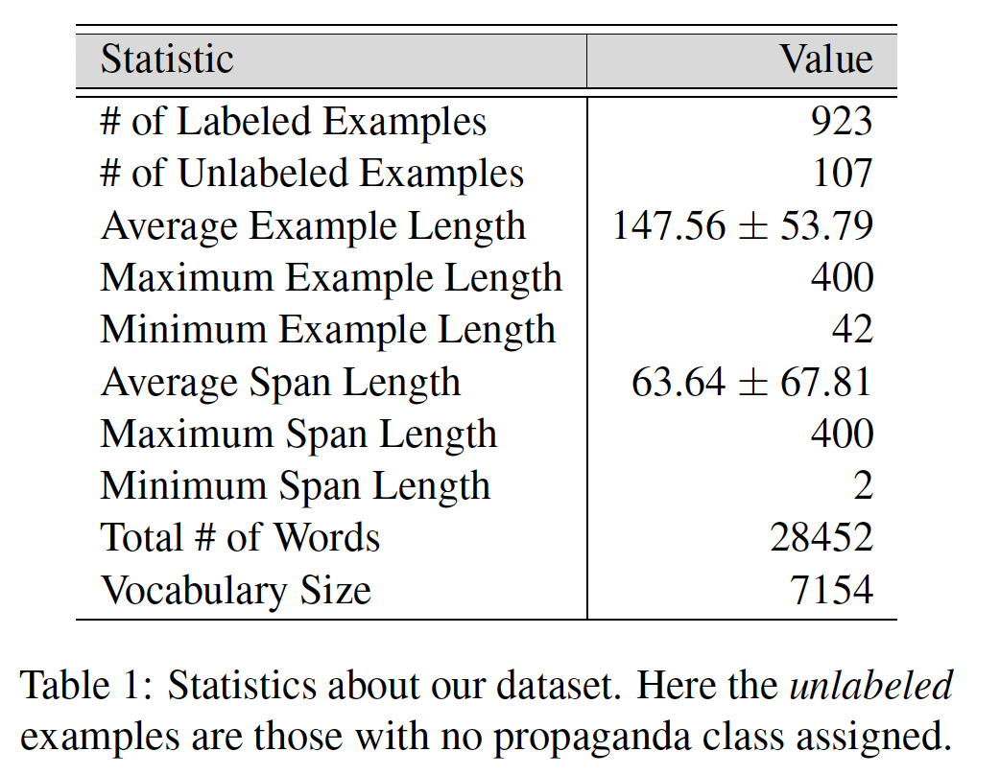 Statistic Value
# of Labeled Examples 923
# of Unlabeled Examples 107
Average Example Length 147.56 ± 53.79
Maximum Example Length 400
Minimum Example Length 42
Average Span Length 63.64 ± 67.81
Maximum Span Length 400
Minimum Span Length 2
Total # of Words 28452
Vocabulary Size 7154
Table 1: Statistics about our dataset. Here the unlabeled
examples are those with no propaganda class assigned.